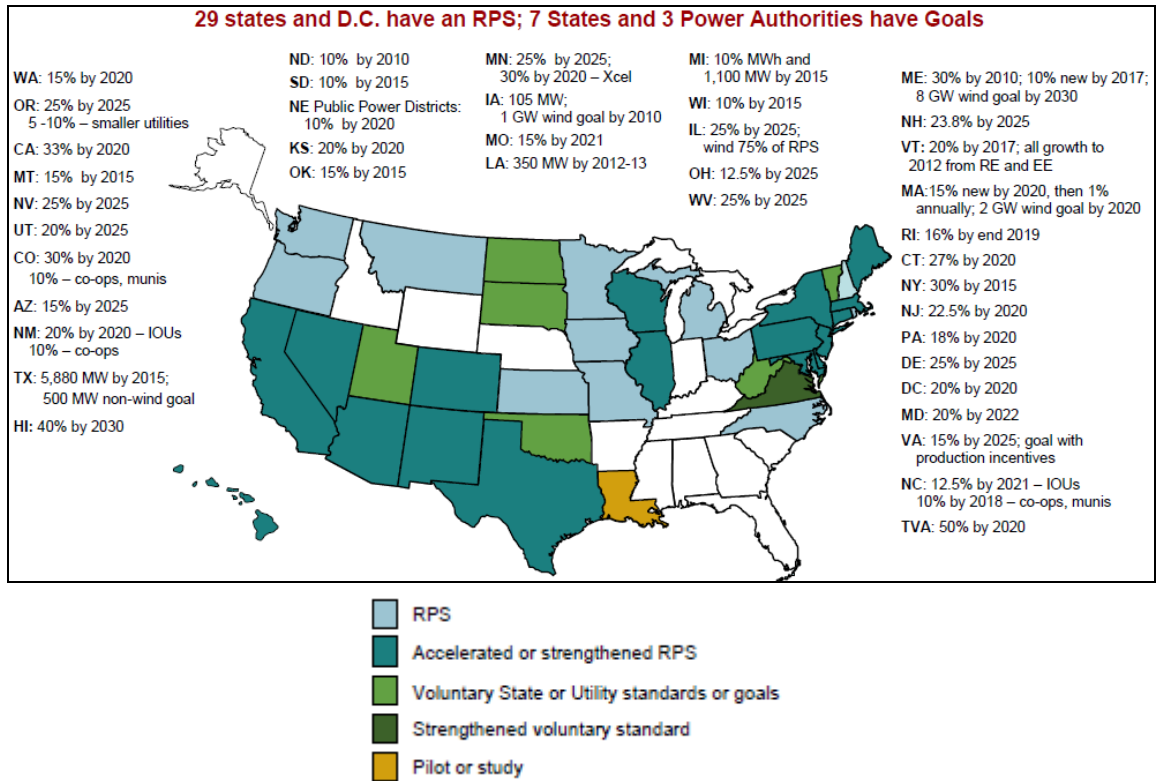 29 states and D.C. have an RPS; 7 States and 3 Power Authorities have Goals
WA: 15% by 2020
OR: 25% by 2025
5 -10% – smaller utilities
CA: 33% by 2020
MT: 15% by 2015
NV: 25% by 2025
UT: 20% by 2025
CO: 30% by 2020
10% – co-ops, munis
AZ: 15% by 2025
NM: 20% by 2020 – IOUs
10% – co-ops
TX: 5,880 MW by 2015;
500 MW non-wind goal
HI: 40% by 2030
ND: 10% by 2010
SD: 10% by 2015
NE Public Power Districts:
10% by 2020
KS: 20% by 2020
OK: 15% by 2015
MN: 25% by 2025;
30% by 2020 – Xcel
IA: 105 MW;
1 GW wind goal by 2010
MO: 15% by 2021
LA: 350 MW by 2012-13
MI: 10% MWh and
1,100 MW by 2015
WI: 10% by 2015
IL: 25% by 2025;
wind 75% of RPS
OH: 12.5% by 2025
WV: 25% by 2025
ME: 30% by 2010; 10% new by 2017;
8 GW wind goal by 2030
NH: 23.8% by 2025
VT: 20% by 2017; all growth to
2012 from RE and EE
MA:15% new by 2020, then 1%
annually; 2 GW wind goal by 2020
RI: 16% by end 2019
CT: 27% by 2020
NY: 30% by 2015
NJ: 22.5% by 2020
PA: 18% by 2020
DE: 25% by 2025
DC: 20% by 2020
MD: 20% by 2022
VA: 15% by 2025; goal with
production incentives
NC: 12.5% by 2021 – IOUs
10% by 2018 – co-ops, munis
TVA: 50% by 2020
RPS
Accelerated or strengthened RPS
Voluntary State or Utility standards or goals
Strengthened voluntary standard
Pilot or study